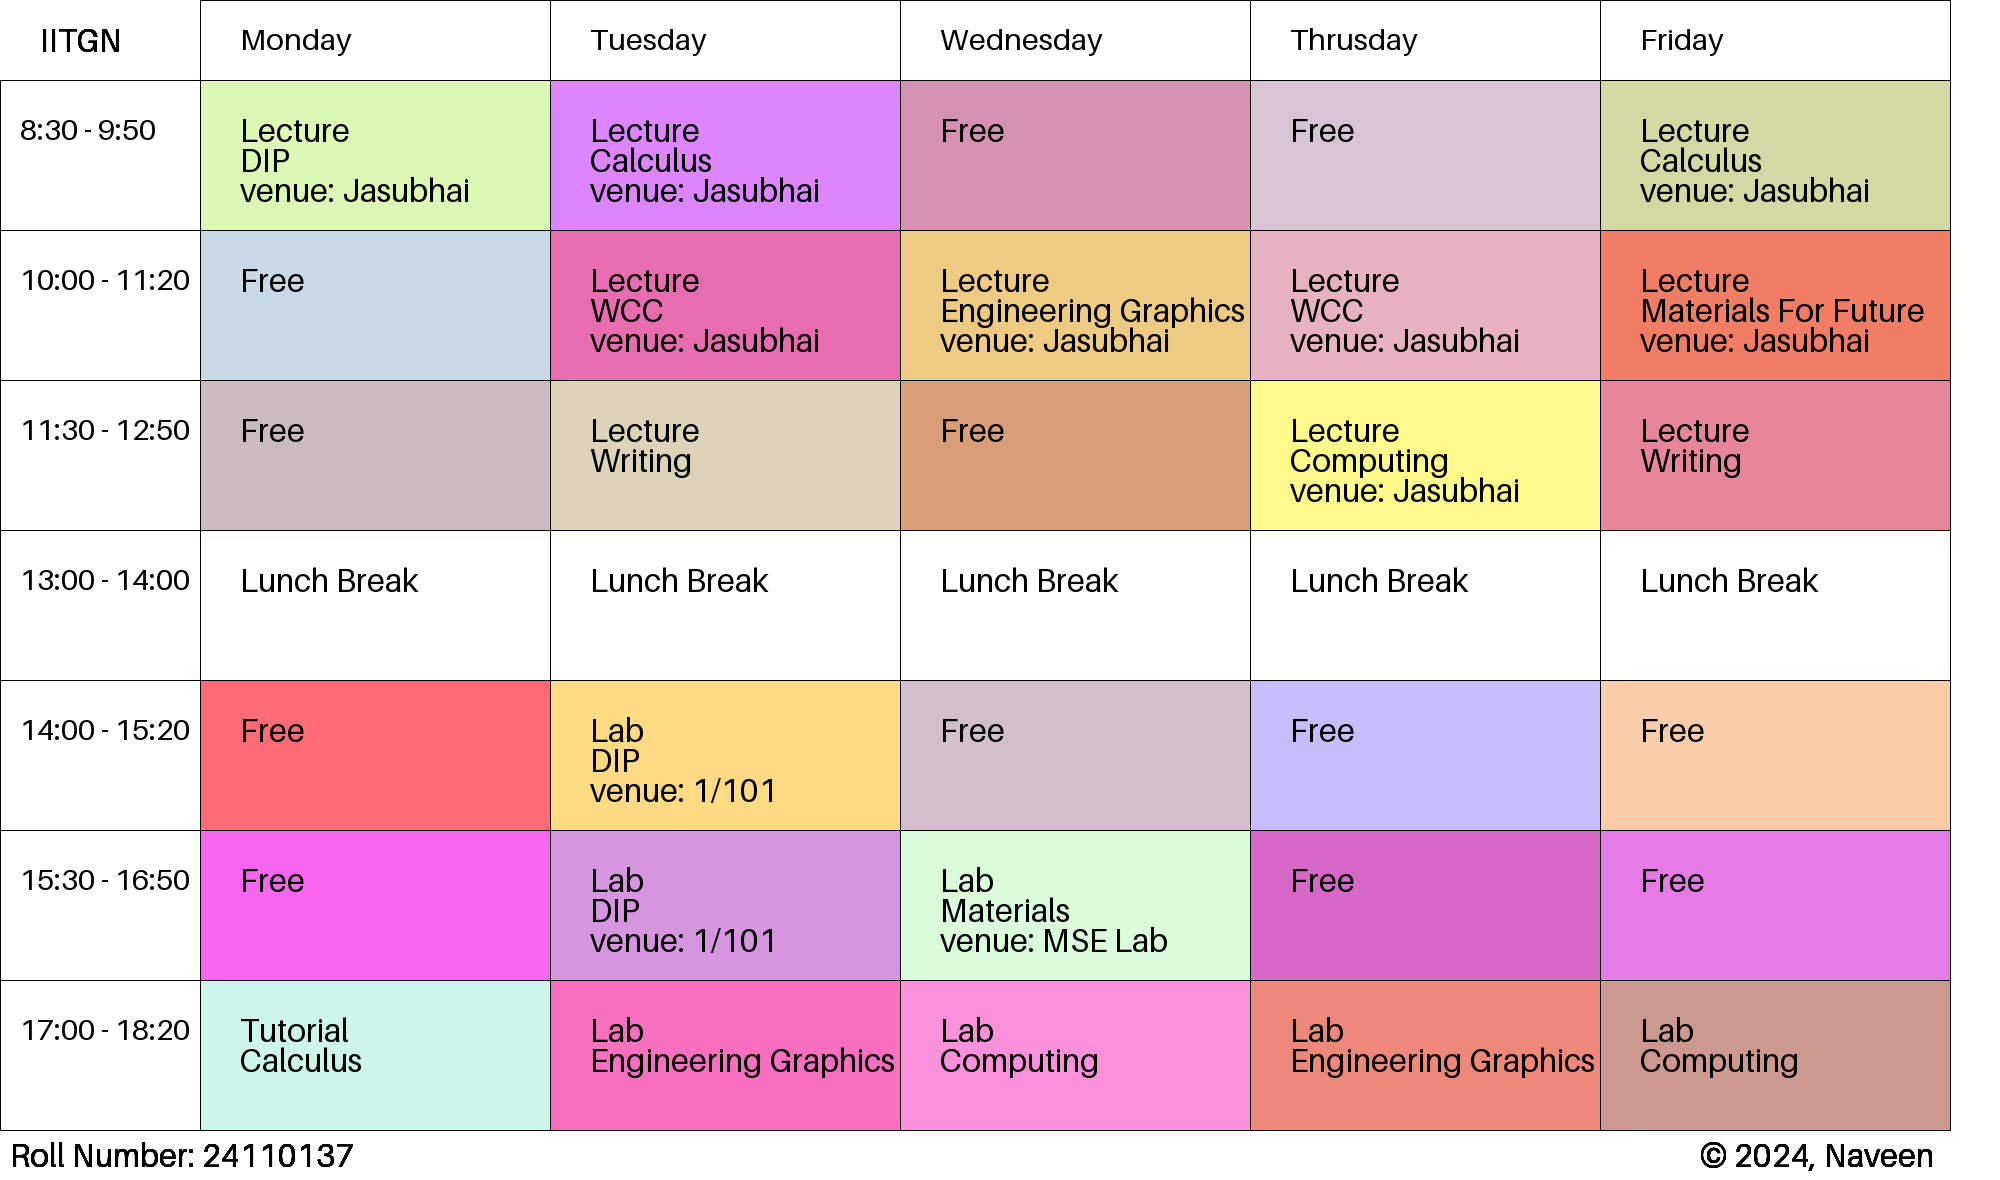 IITGN
Monday
Tuesday
Wednesday
Thrusday
Friday
8:30 - 9:50
Lecture
DIP
venue: Jasubhai
Lecture
Calculus
venue: Jasubhai
Free
Free
Lecture
Calculus
venue: Jasubhai
10:00 - 11:20
Free
Lecture
WCC
venue: Jasubhai
Lecture
Engineering Graphics
venue: Jasubhai
Lecture
WCC
venue: Jasubhai
Lecture
Materials For Future
venue: Jasubhai
11:30 - 12:50
Free
Lecture
Writing
Free
Lecture
Computing
venue: Jasubhai
Lecture
Writing
13:00 - 14:00
Lunch Break
Lunch Break
Lunch Break
Lunch Break
Lunch Break
14:00 - 15:20
Free
Lab
DIP
venue: 1/101
Free
Free
Free
15:30 - 16:50
Free
Lab
DIP
venue: 1/101
Lab
Materials
venue: MSE Lab
Free
Free
17:00 - 18:20
Tutorial
Calculus
Lab
Engineering Graphics
Lab
Computing
Lab
Engineering Graphics
Lab
Computing
Roll Number: 24110137
© 2024, Naveen